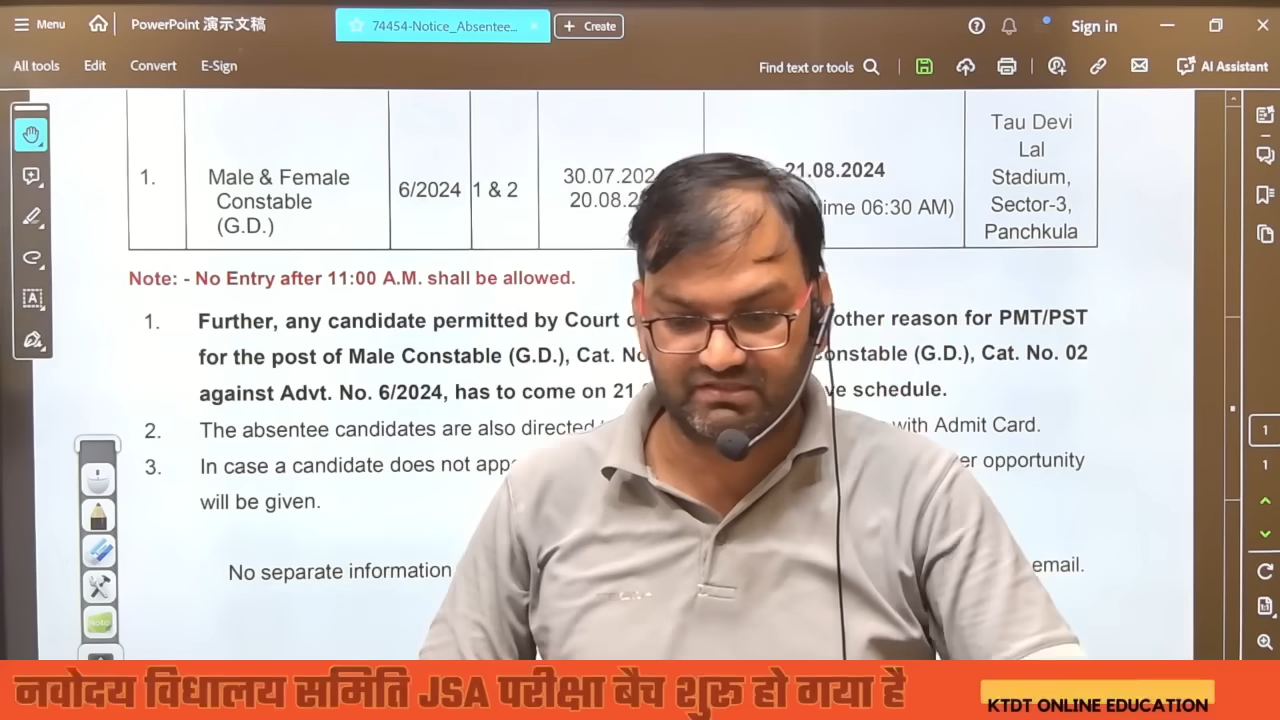 Menu
PowerPoint 演示文稿
74454-Notice_Absentee...
+ Create
Sign in
All tools
Edit
Convert
E-Sign
Find text or tools
AI Assistant
1.
Male & Female
Constable
(G.D.)
6/2024
1 & 2
30.07.202
20.08.2
21.08.2024
ime 06:30 AM)
Tau Devi
Lal
Stadium,
Sector-3,
Panchkula
Note: - No Entry after 11:00 A.M. shall be allowed.
1. Further, any candidate permitted by Court other reason for PMT/PST
for the post of Male Constable (G.D.), Cat. No onstable (G.D.), Cat. No. 02
against Advt. No. 6/2024, has to come on 21 ve schedule.
2. The absentee candidates are also directed with Admit Card.
3. In case a candidate does not app er opportunity
will be given.
No separate information email.
1
1
नवोदय विधालय समिति JSA परीक्षा बैच शुरू हो गया है
KTDT ONLINE EDUCATION